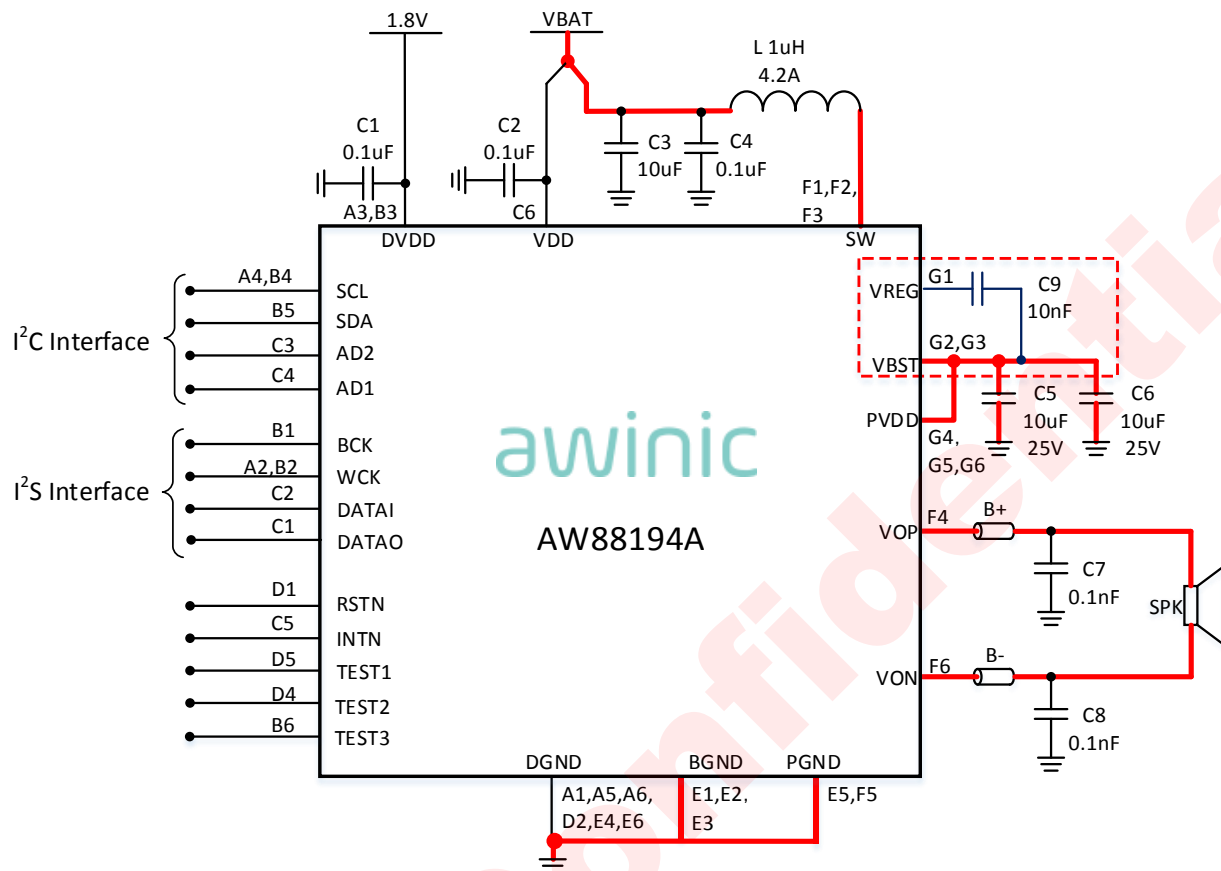 1.8V
VBAT
L 1uH
4.2A
C1
0.1uF
C2
0.1uF
C3
10uF
C4
0.1uF
A3,B3
C6
F1,F2,
F3
DVDD
VDD
SW
I²C Interface
A4,B4
SCL
B5
SDA
C3
AD2
C4
AD1
I²S Interface
B1
BCK
A2,B2
WCK
C2
DATAI
C1
DATAO
D1
RSTN
C5
INTN
D5
TEST1
D4
TEST2
B6
TEST3
awinic
AW88194A
VREG
G1
C9
10nF
VBST
G2,G3
PVDD
G4,
G5,G6
C5
10uF
25V
C6
10uF
25V
VOP
F4
B+
C7
0.1nF
SPK
VON
F6
B-
C8
0.1nF
DGND
BGND
PGND
A1,A5,A6,
D2,E4,E6
E1,E2,
E3
E5,F5
Confidentia